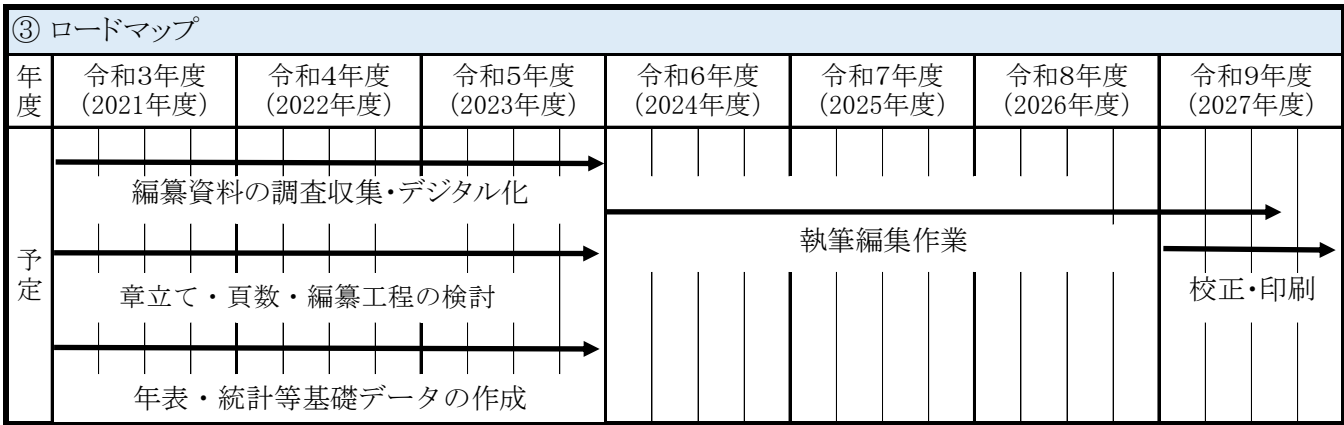 ③ ロードマップ
年度
令和3年度
(2021年度)
令和4年度
(2022年度)
令和5年度
(2023年度)
令和6年度
(2024年度)
令和7年度
(2025年度)
令和8年度
(2026年度)
令和9年度
(2027年度)
予定
編纂資料の調査収集・デジタル化
執筆編集作業
章立て・頁数・編纂工程の検討
校正・印刷
年表・統計等基礎データの作成